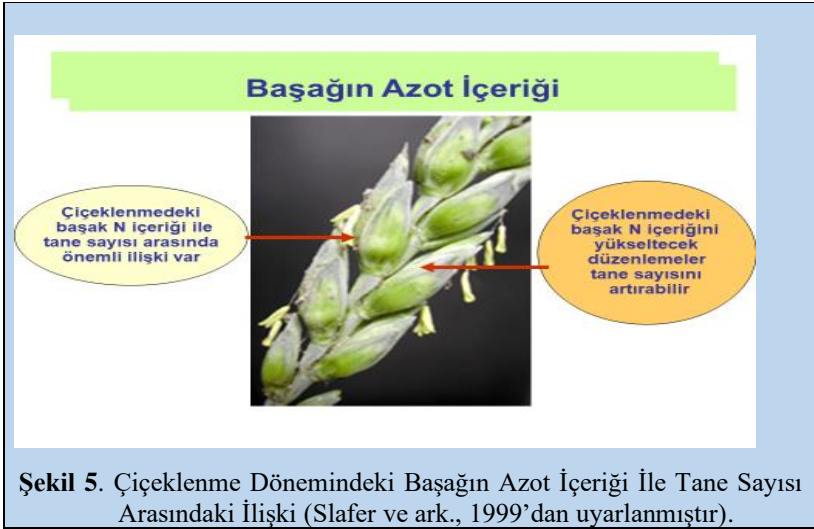 Başağın Azot İçeriği
Çiçeklenmedeki
başak N içeriği ile
tane sayısı arasında
önemli ilişki var
Çiçeklenmedeki
başak N içeriğini
yükseltecek
düzenlemeler
tane sayısını
artırabilir
Şekil 5. Çiçeklenme Dönemindeki Başağın Azot İçeriği İle Tane Sayısı
Arasındaki İlişki (Slafer ve ark., 1999’dan uyarlanmıştır).